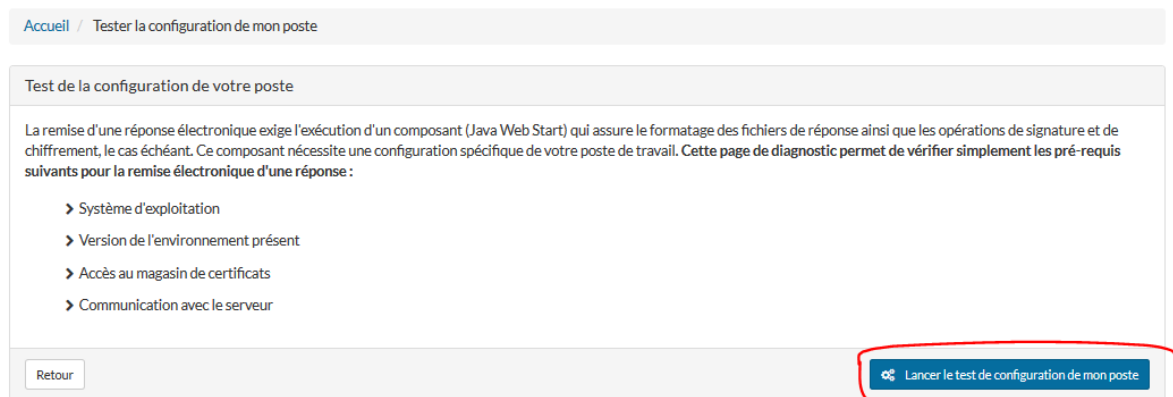 Accueil / Tester la configuration de mon poste
Test de la configuration de votre poste
La remise d'une réponse électronique exige l'exécution d'un composant (Java Web Start) qui assure le formatage des fichiers de réponse ainsi que les opérations de signature et de
chiffrement, le cas échéant. Ce composant nécessite une configuration spécifique de votre poste de travail. Cette page de diagnostic permet de vérifier simplement les pré-requis
suivants pour la remise électronique d'une réponse :
Système d'exploitation
Version de l'environnement présent
Accès au magasin de certificats
Communication avec le serveur
Retour
Lancer le test de configuration de mon poste